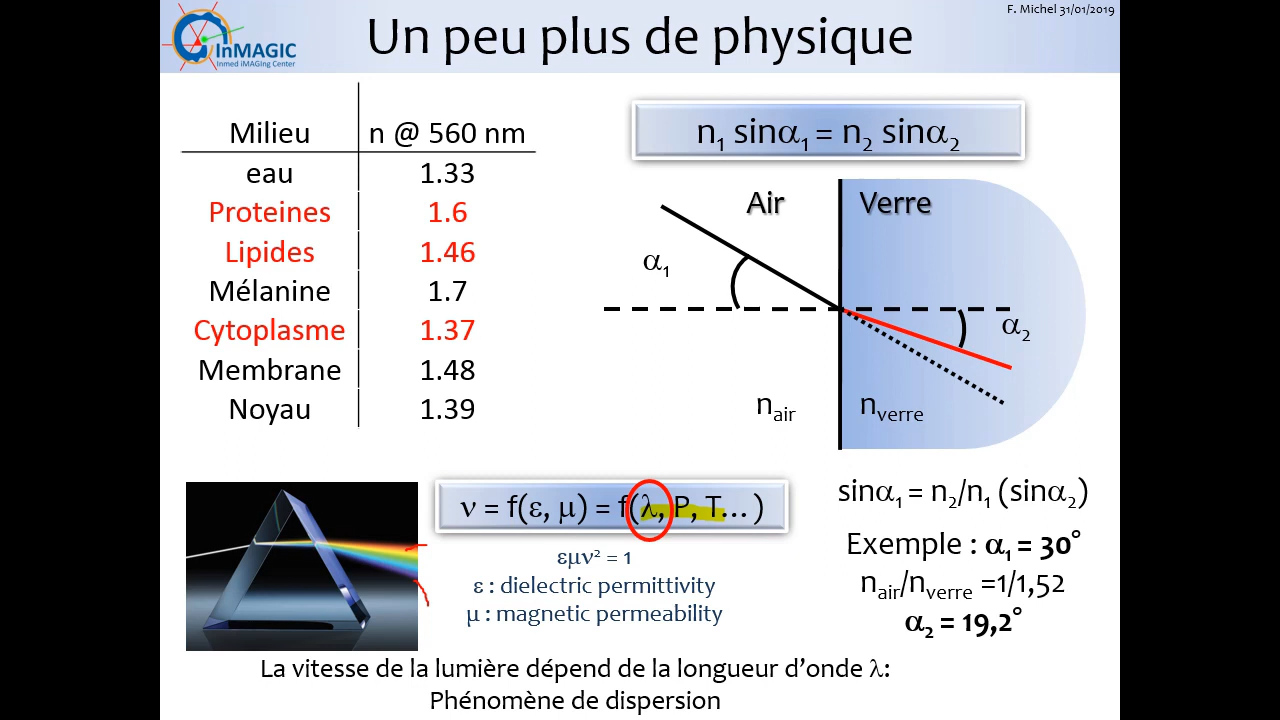 F. Michel 31/01/2019
InMAGIC
Inmed iMAGIng Center
Un peu plus de physique
Milieu n @ 560 nm
eau 1.33
Proteines 1.6
Lipides 1.46
Mélanine 1.7
Cytoplasme 1.37
Membrane 1.48
Noyau 1.39
n₁ sinα₁ = n₂ sinα₂
Air Verre
α₁
α₂
nair nverre
ν = f(ε, μ) = f(λ, P, T...)
εμν² = 1
ε : dielectric permittivity
μ : magnetic permeability
sinα₁ = n₂/n₁ (sinα₂)
Exemple : α₁ = 30°
nair/nverre =1/1,52
α₂ = 19,2°
La vitesse de la lumière dépend de la longueur d’onde λ:
Phénomène de dispersion